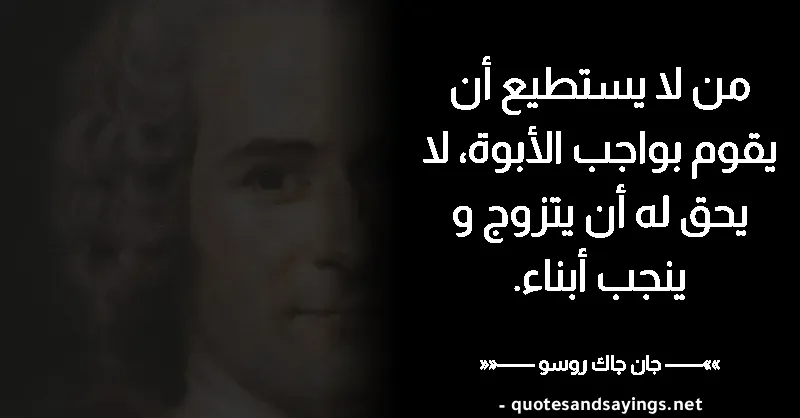 من لا يستطيع أن
يقوم بواجب الأبوة، لا
يحق له أن يتزوج و
ينجب أبناء.
»»—— جان جاك روسو ——««
- quotesandsayings.net